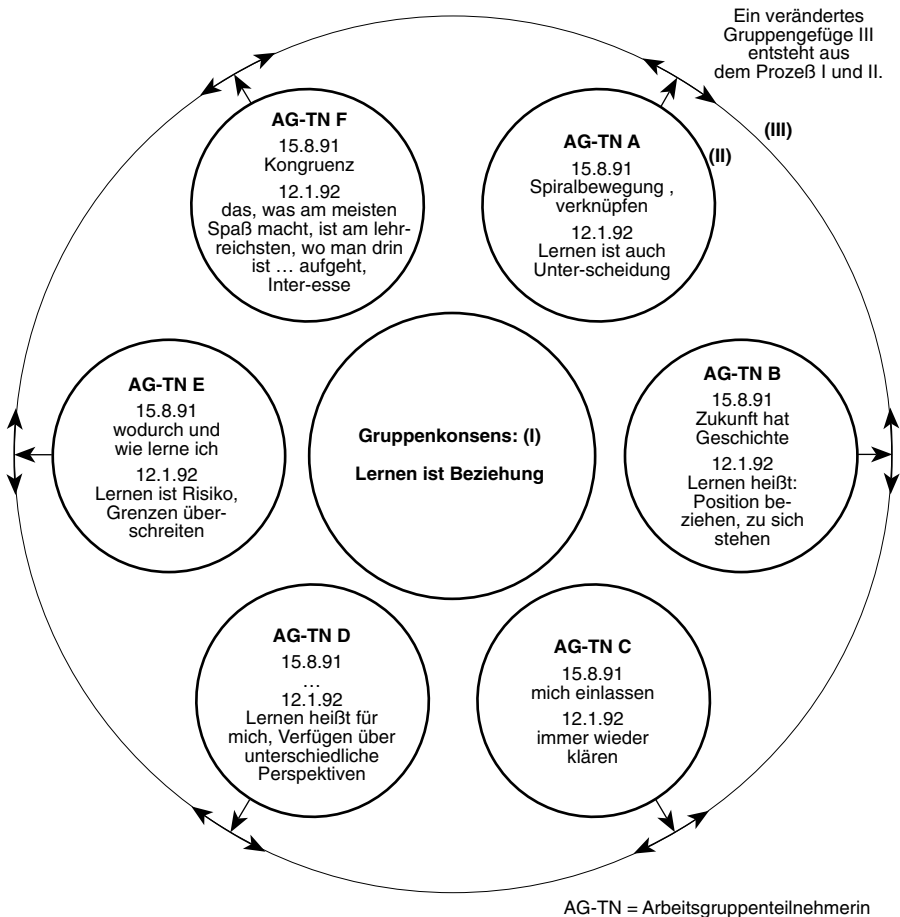 Ein verändertes
Gruppengefüge III
entsteht aus
dem Prozeß I und II.
(III)
(II)
AG-TN F
15.8.91
Kongruenz
12.1.92
das, was am meisten
Spaß macht, ist am lehr-
reichsten, wo man drin
ist … aufgeht,
Inter-esse
AG-TN A
15.8.91
Spiralbewegung ,
verknüpfen
12.1.92
Lernen ist auch
Unter-scheidung
AG-TN E
15.8.91
wodurch und
wie lerne ich
12.1.92
Lernen ist Risiko,
Grenzen über-
schreiten
Gruppenkonsens: (I)
Lernen ist Beziehung
AG-TN B
15.8.91
Zukunft hat
Geschichte
12.1.92
Lernen heißt:
Position be-
ziehen, zu sich
stehen
AG-TN D
15.8.91
…
12.1.92
Lernen heißt für
mich, Verfügen über
unterschiedliche
Perspektiven
AG-TN C
15.8.91
mich einlassen
12.1.92
immer wieder
klären
AG-TN = Arbeitsgruppenteilnehmerin